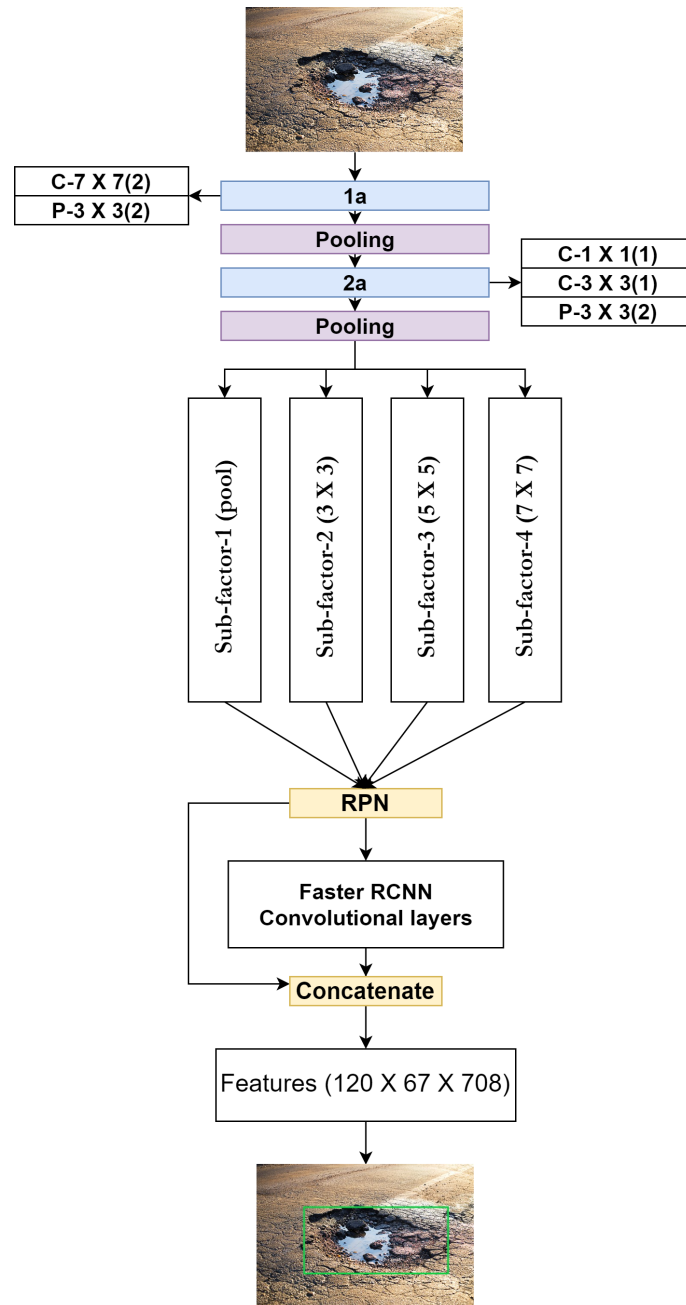 C-7 X 7(2)
P-3 X 3(2)
1a
Pooling
C-1 X 1(1)
C-3 X 3(1)
P-3 X 3(2)
2a
Pooling
Sub-factor-1 (pool)
Sub-factor-2 (3 X 3)
Sub-factor-3 (5 X 5)
Sub-factor-4 (7 X 7)
RPN
Faster RCNN
Convolutional layers
Concatenate
Features (120 X 67 X 708)